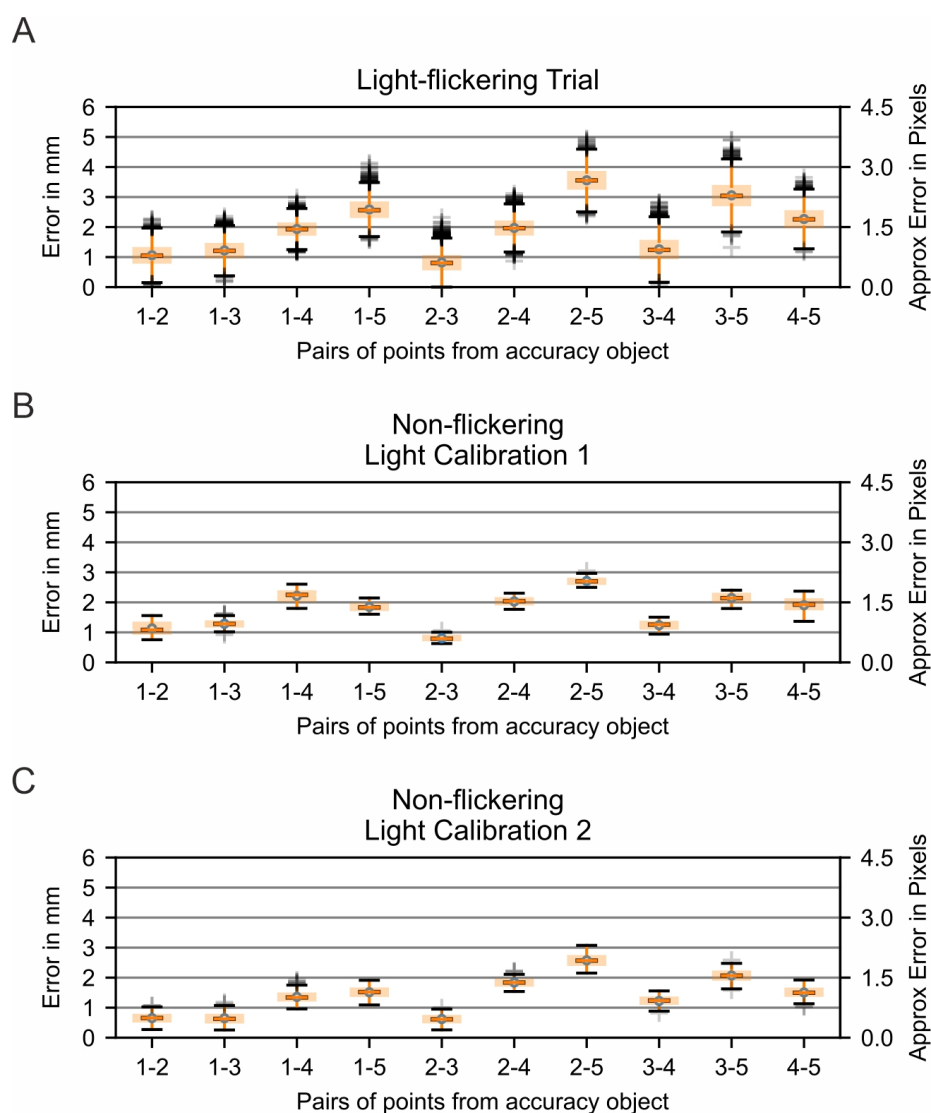 A
Light-flickering Trial
6
5
4
3
2
1
0
Error in mm
4.5
3.0
1.5
0.0
Approx Error in Pixels
1-2 1-3 1-4 1-5 2-3 2-4 2-5 3-4 3-5 4-5
Pairs of points from accuracy object
B
Non-flickering
Light Calibration 1
6
5
4
3
2
1
0
Error in mm
4.5
3.0
1.5
0.0
Approx Error in Pixels
1-2 1-3 1-4 1-5 2-3 2-4 2-5 3-4 3-5 4-5
Pairs of points from accuracy object
C
Non-flickering
Light Calibration 2
6
5
4
3
2
1
0
Error in mm
4.5
3.0
1.5
0.0
Approx Error in Pixels
1-2 1-3 1-4 1-5 2-3 2-4 2-5 3-4 3-5 4-5
Pairs of points from accuracy object